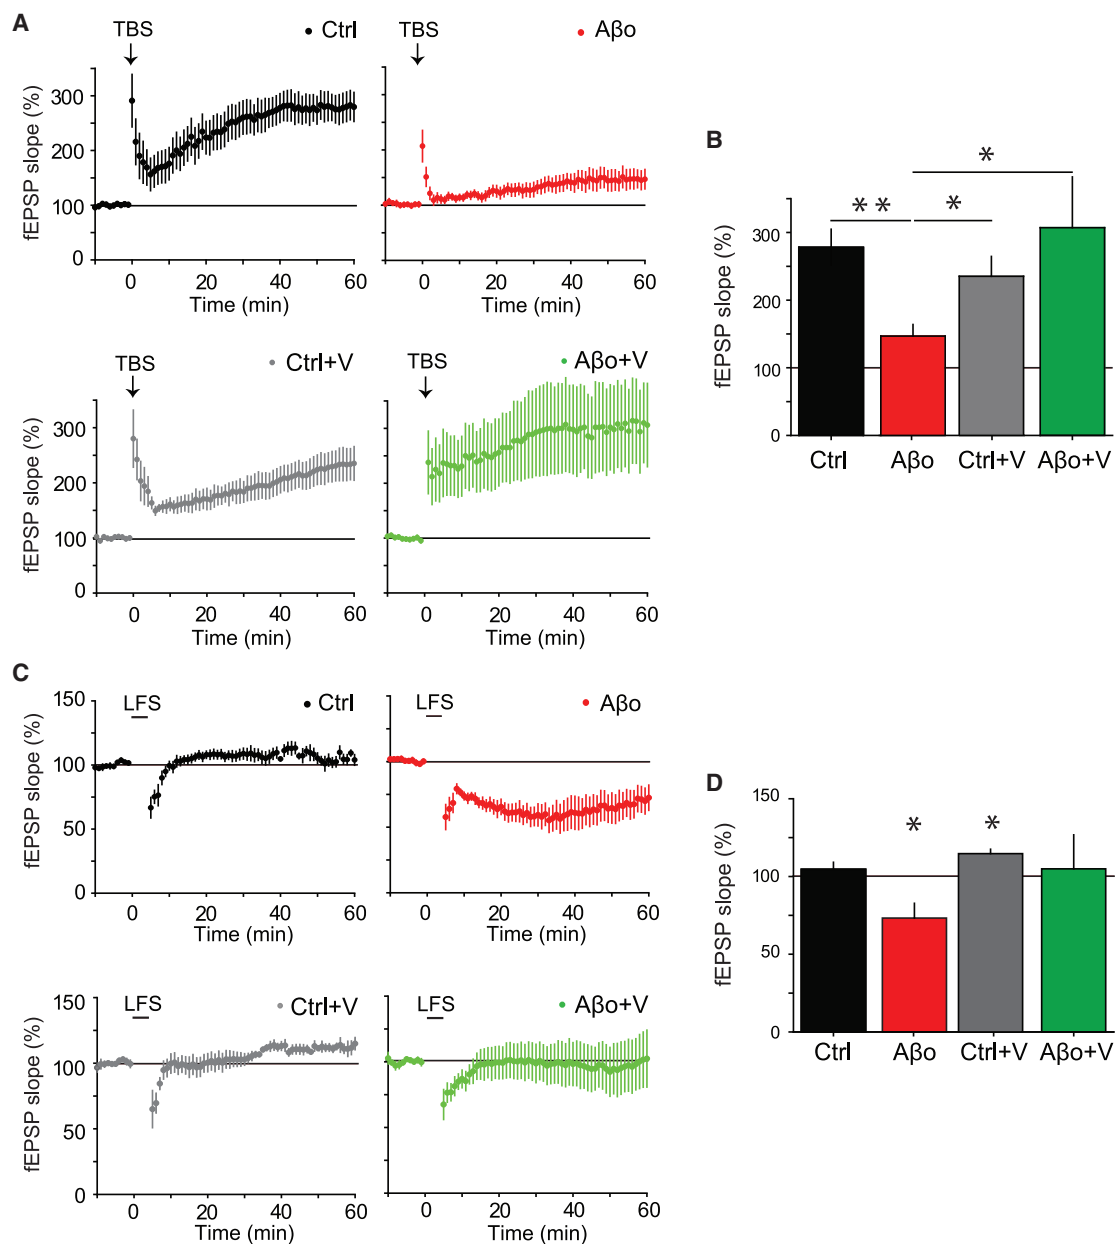 A
TBS
Ctrl
fEPSP slope (%)
300
200
100
0
0
20
40
60
Time (min)
TBS
Aβo
0
20
40
60
Time (min)
TBS
Ctrl+V
fEPSP slope (%)
300
200
100
0
0
20
40
60
Time (min)
TBS
Aβo+V
0
20
40
60
Time (min)
B
fEPSP slope (%)
300
200
100
0
* *
*
*
Ctrl
Aβo
Ctrl+V
Aβo+V
C
LFS
Ctrl
fEPSP slope (%)
150
100
50
0
0
20
40
60
Time (min)
LFS
Aβo
0
20
40
60
Time (min)
LFS
Ctrl+V
fEPSP slope (%)
150
100
50
0
0
20
40
60
Time (min)
LFS
Aβo+V
0
20
40
60
Time (min)
D
fEPSP slope (%)
150
100
50
0
*
*
Ctrl
Aβo
Ctrl+V
Aβo+V